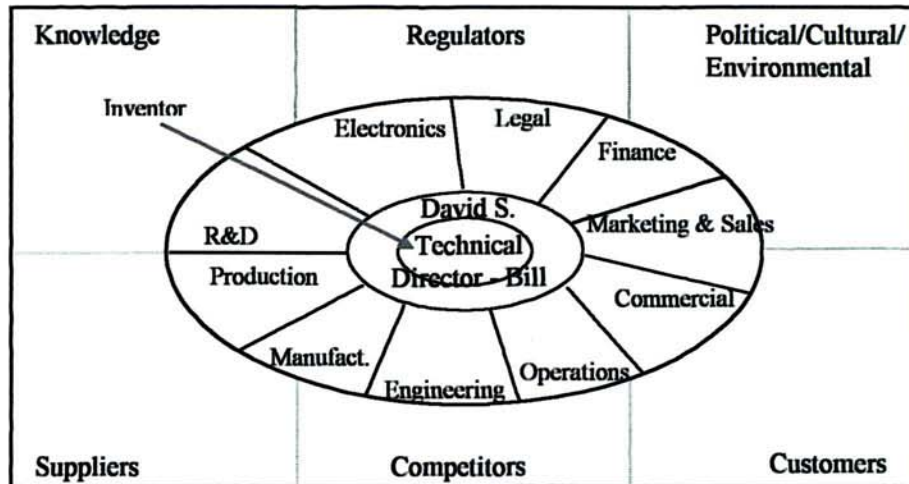 Knowledge
Regulators
Political/Cultural/
Environmental
Inventor
Electronics
Legal
Finance
David S.
R&D
Technical
Marketing & Sales
Production
Director - Bill
Commercial
Manufact.
Engineering
Operations
Suppliers
Competitors
Customers